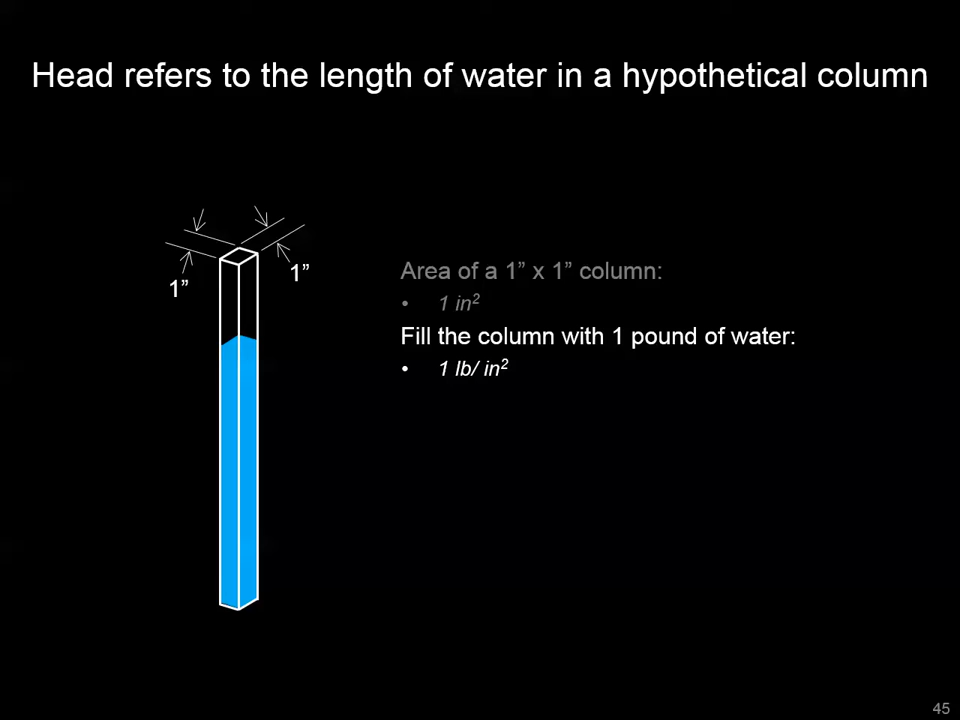 Head refers to the length of water in a hypothetical column
1”
1”
Area of a 1” x 1” column:
• 1 in²
Fill the column with 1 pound of water:
• 1 lb/ in²
45